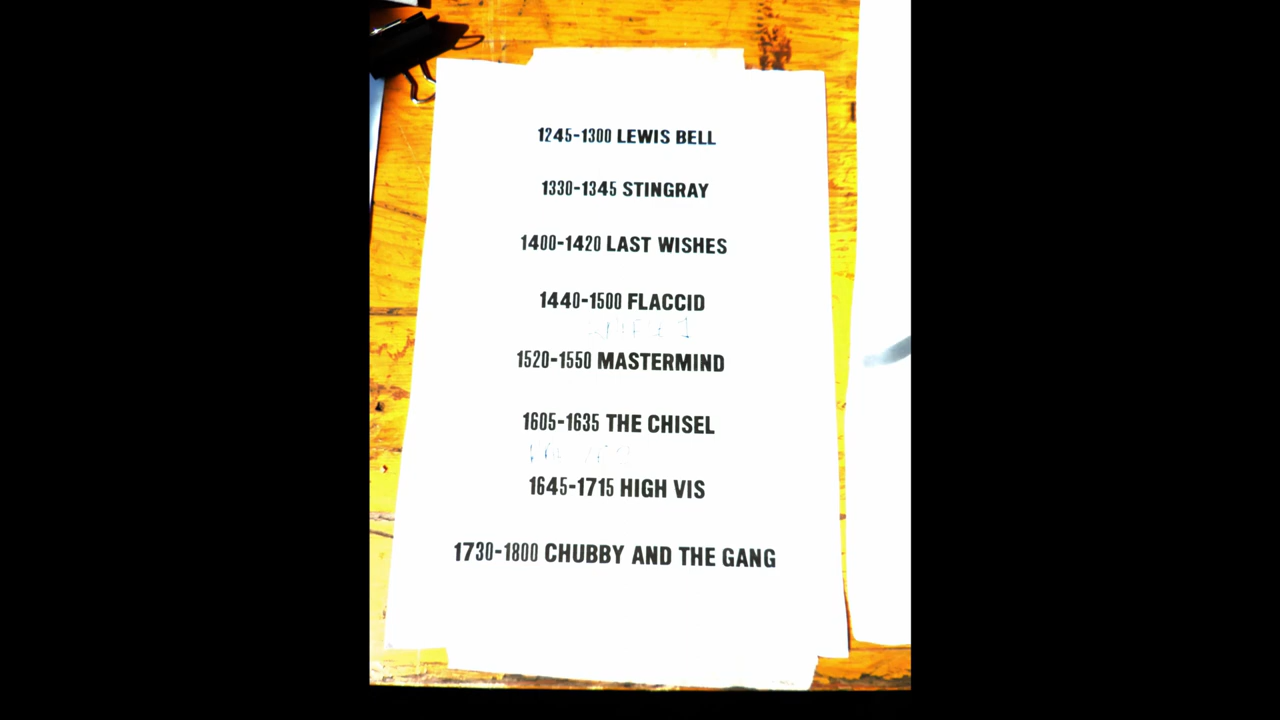 1245-1300 LEWIS BELL
1330-1345 STINGRAY
1400-1420 LAST WISHES
1440-1500 FLACCID
1520-1550 MASTERMIND
1605-1635 THE CHISEL
1645-1715 HIGH VIS
1730-1800 CHUBBY AND THE GANG